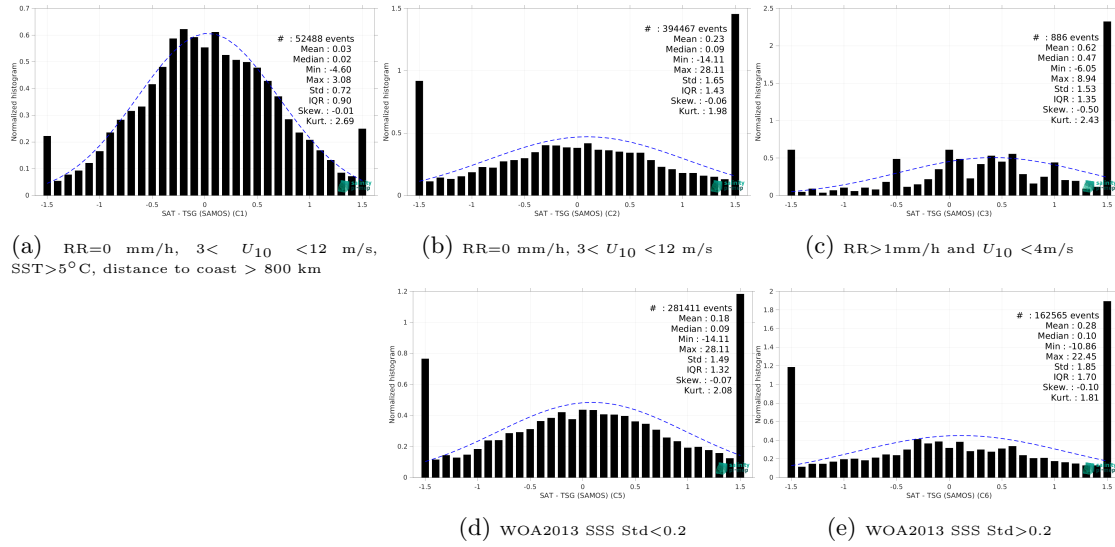 0.7
0.6
0.5
0.4
0.3
0.2
0.1
0
Normalized histogram
# : 52488 events
Mean : 0.03
Median : 0.02
Min : -4.60
Max : 3.08
Std : 0.72
IQR : 0.90
Skew. : -0.01
Kurt. : 2.69
-1.5 -1 -0.5 0 0.5 1 1.5
SAT - TSG (SAMOS) (C1)
(a) RR=0 mm/h, 3< U10 <12 m/s,
SST>5°C, distance to coast > 800 km
1.5
1
0.5
0
Normalized histogram
# : 394467 events
Mean : 0.23
Median : 0.09
Min : -14.11
Max : 28.11
Std : 1.65
IQR : 1.43
Skew. : -0.06
Kurt. : 1.98
-1.5 -1 -0.5 0 0.5 1 1.5
SAT - TSG (SAMOS) (C2)
(b) RR=0 mm/h, 3< U10 <12 m/s
2.5
2
1.5
1
0.5
0
Normalized histogram
# : 886 events
Mean : 0.62
Median : 0.47
Min : -6.05
Max : 8.94
Std : 1.53
IQR : 1.35
Skew. : -0.50
Kurt. : 2.43
-1.5 -1 -0.5 0 0.5 1 1.5
SAT - TSG (SAMOS) (C3)
(c) RR>1mm/h and U10 <4m/s
1.2
1
0.8
0.6
0.4
0.2
0
Normalized histogram
# : 281411 events
Mean : 0.18
Median : 0.09
Min : -14.11
Max : 28.11
Std : 1.49
IQR : 1.32
Skew. : -0.07
Kurt. : 2.08
-1.5 -1 -0.5 0 0.5 1 1.5
SAT - TSG (SAMOS) (C5)
(d) WOA2013 SSS Std<0.2
2
1.8
1.6
1.4
1.2
1
0.8
0.6
0.4
0.2
0
Normalized histogram
# : 162565 events
Mean : 0.28
Median : 0.10
Min : -10.86
Max : 22.45
Std : 1.85
IQR : 1.70
Skew. : -0.10
Kurt. : 1.81
-1.5 -1 -0.5 0 0.5 1 1.5
SAT - TSG (SAMOS) (C6)
(e) WOA2013 SSS Std>0.2